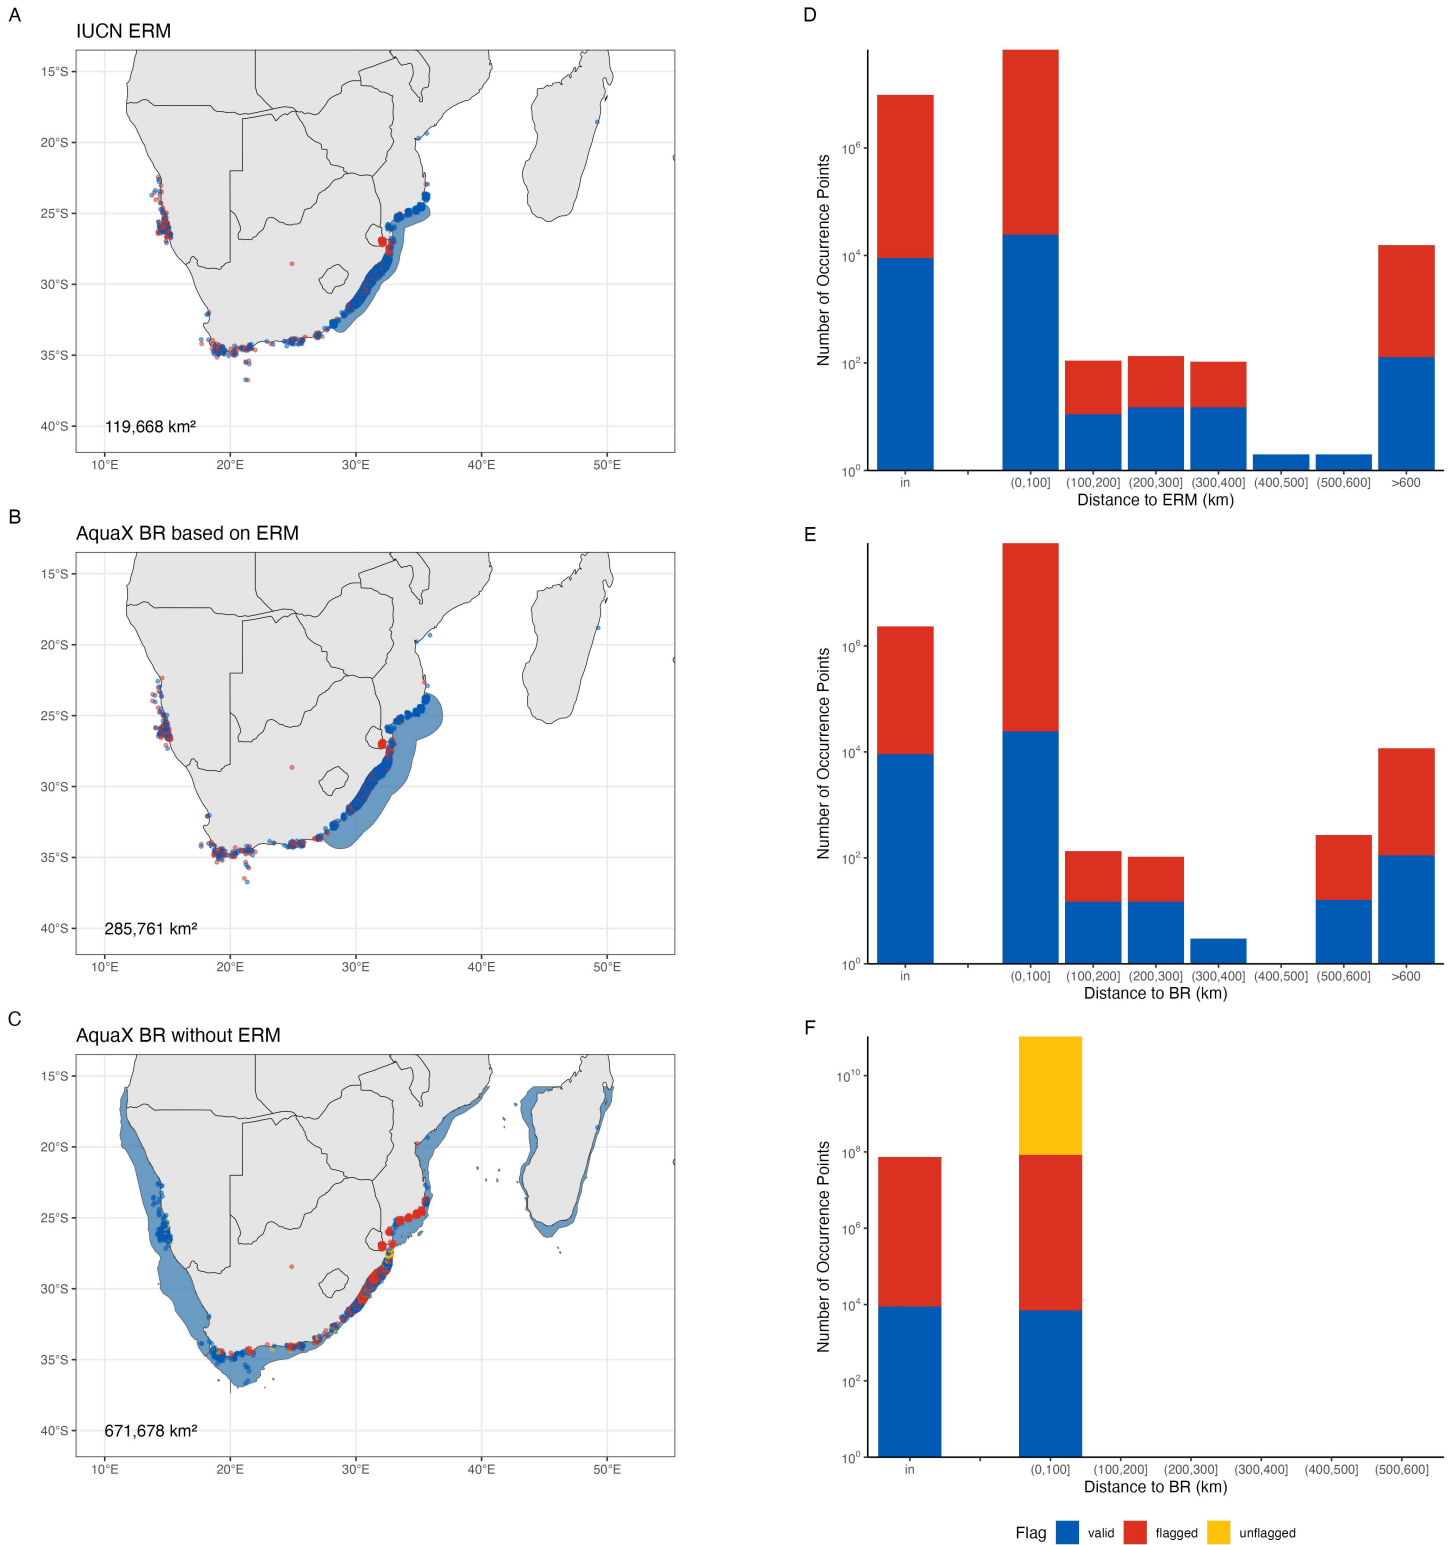 A
IUCN ERM
15°S
20°S
25°S
30°S
35°S
40°S
119,668 km²
10°E 20°E 30°E 40°E 50°E
B
AquaX BR based on ERM
15°S
20°S
25°S
30°S
35°S
40°S
285,761 km²
10°E 20°E 30°E 40°E 50°E
C
AquaX BR without ERM
15°S
20°S
25°S
30°S
35°S
40°S
671,678 km²
10°E 20°E 30°E 40°E 50°E
D
Number of Occurrence Points
10⁶
10⁴
10²
10⁰
in (0,100] (100,200] (200,300] (300,400] (400,500] (500,600] >600
Distance to ERM (km)
E
Number of Occurrence Points
10⁶
10⁴
10²
10⁰
in (0,100] (100,200] (200,300] (300,400] (400,500] (500,600] >600
Distance to BR (km)
F
Number of Occurrence Points
10¹⁰
10⁸
10⁶
10⁴
10²
10⁰
in (0,100] (100,200] (200,300] (300,400] (400,500] (500,600]
Distance to BR (km)
Flag valid flagged unflagged